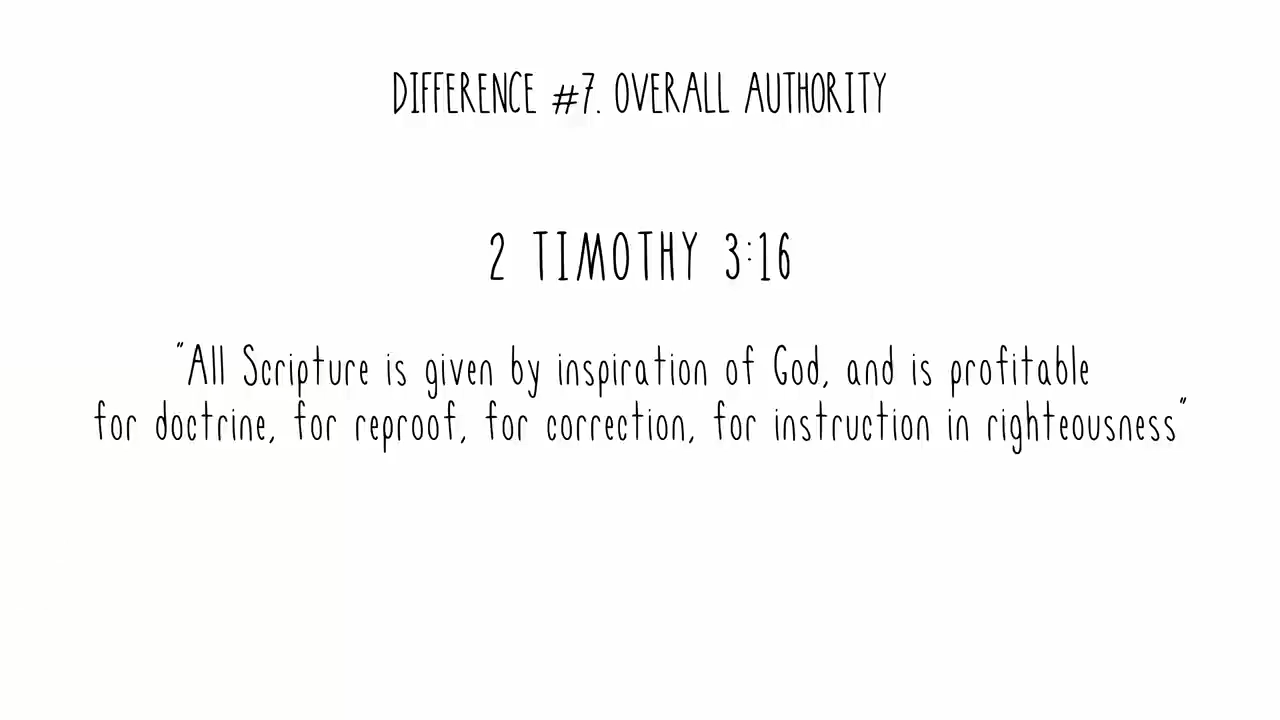 DIFFERENCE #7. OVERALL AUTHORITY
2 TIMOTHY 3:16
"All Scripture is given by inspiration of God, and is profitable
for doctrine, for reproof, for correction, for instruction in righteousness"